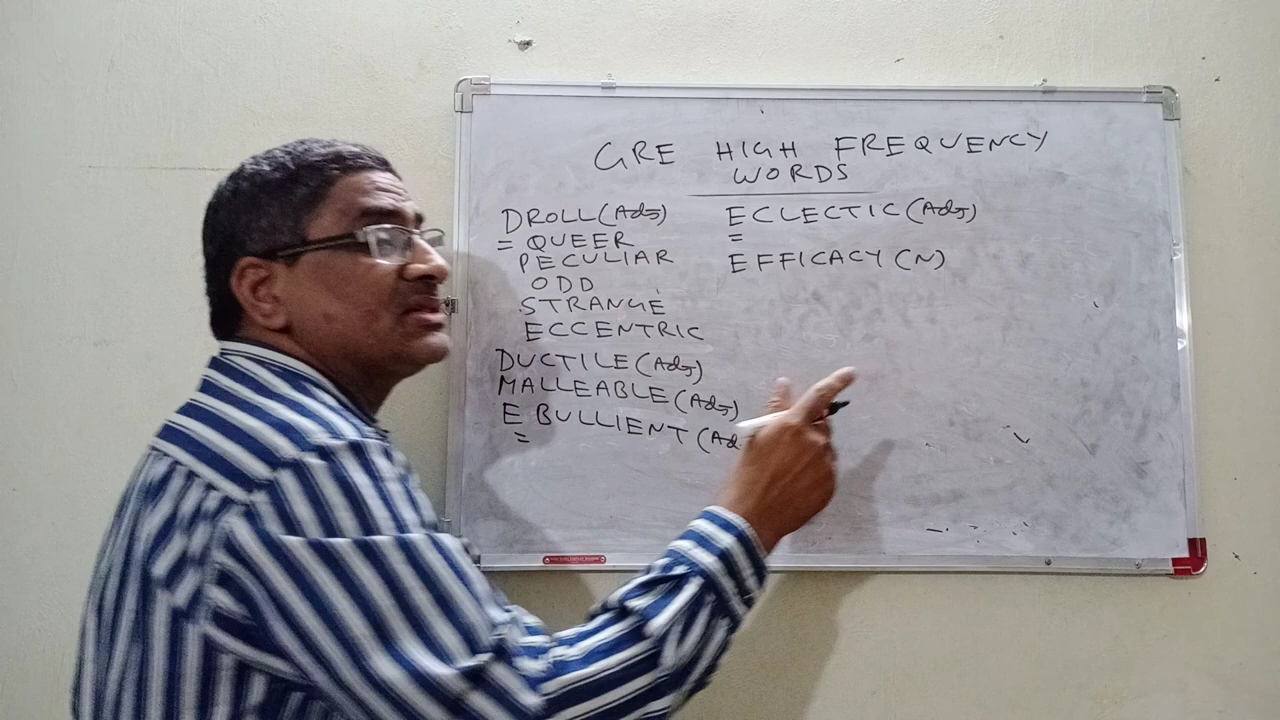 GRE HIGH FREQUENCY
WORDS
DROLL (Adj)
= QUEER
PECULIAR
ODD
STRANGE
ECCENTRIC
DUCTILE (Adj)
MALLEABLE (Adj)
EBULLIENT (Ad
=
ECLECTIC (Adj)
=
EFFICACY (N)